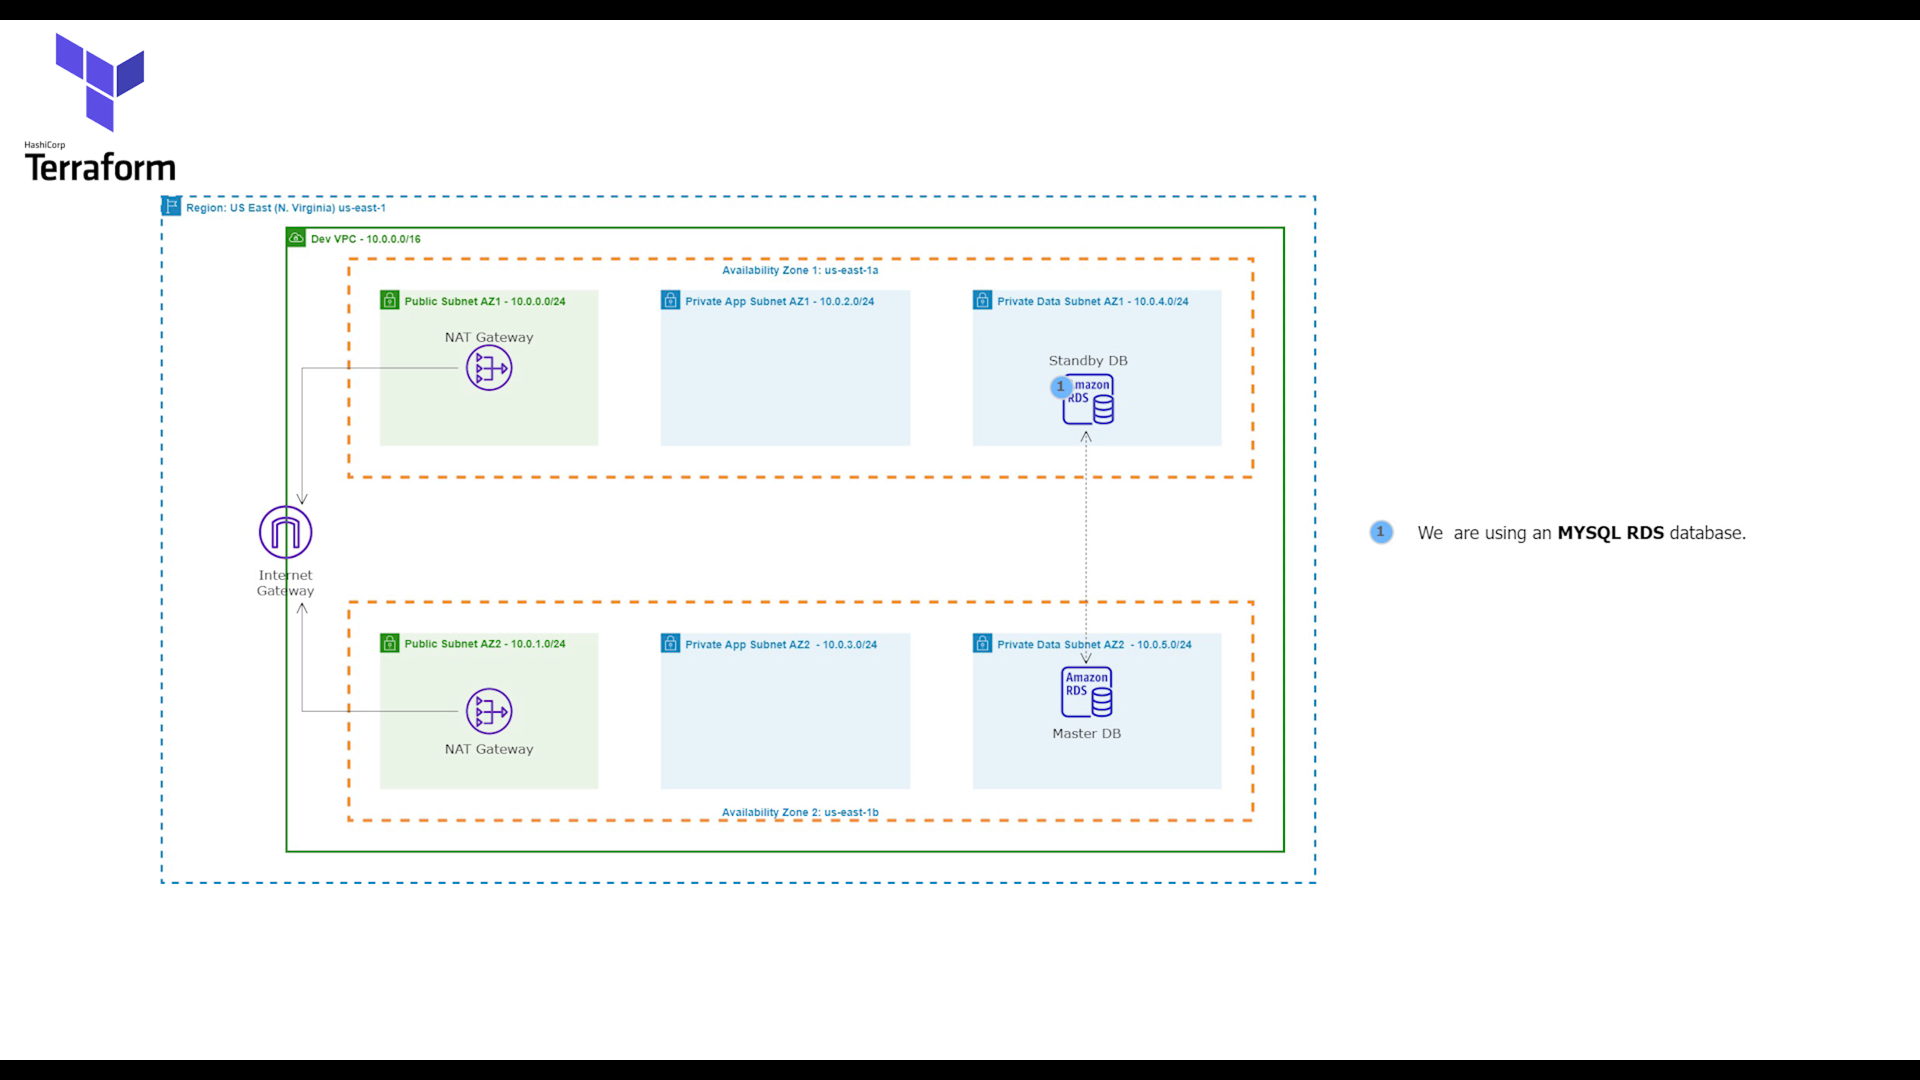 HashiCorp
Terraform
Region: US East (N. Virginia) us-east-1
Dev VPC - 10.0.0.0/16
Availability Zone 1: us-east-1a
Public Subnet AZ1 - 10.0.0.0/24
Private App Subnet AZ1 - 10.0.2.0/24
Private Data Subnet AZ1 - 10.0.4.0/24
NAT Gateway
Standby DB
1
mazon
RDS
Internet
Gateway
1 We are using an MYSQL RDS database.
Public Subnet AZ2 - 10.0.1.0/24
Private App Subnet AZ2 - 10.0.3.0/24
Private Data Subnet AZ2 - 10.0.5.0/24
Amazon
RDS
NAT Gateway
Master DB
Availability Zone 2: us-east-1b